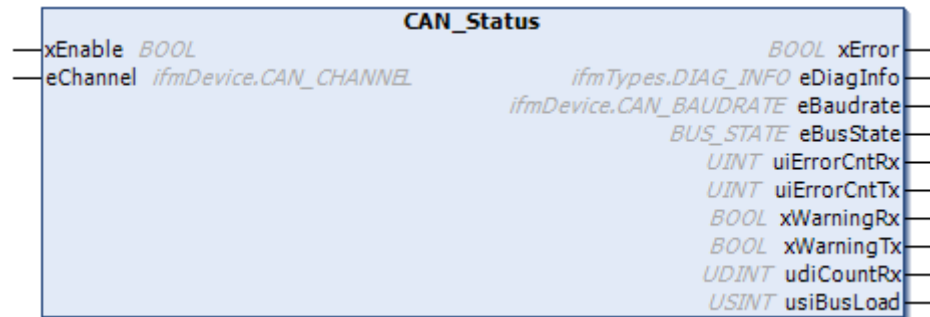 CAN_Status
xEnable BOOL BOOL xError
eChannel ifmDevice.CAN_CHANNEL ifmTypes.DIAG_INFO eDiagInfo
ifmDevice.CAN_BAUDRATE eBaudrate
BUS_STATE eBusState
UINT uiErrorCntRx
UINT uiErrorCntTx
BOOL xWarningRx
BOOL xWarningTx
UDINT udiCountRx
USINT usiBusLoad